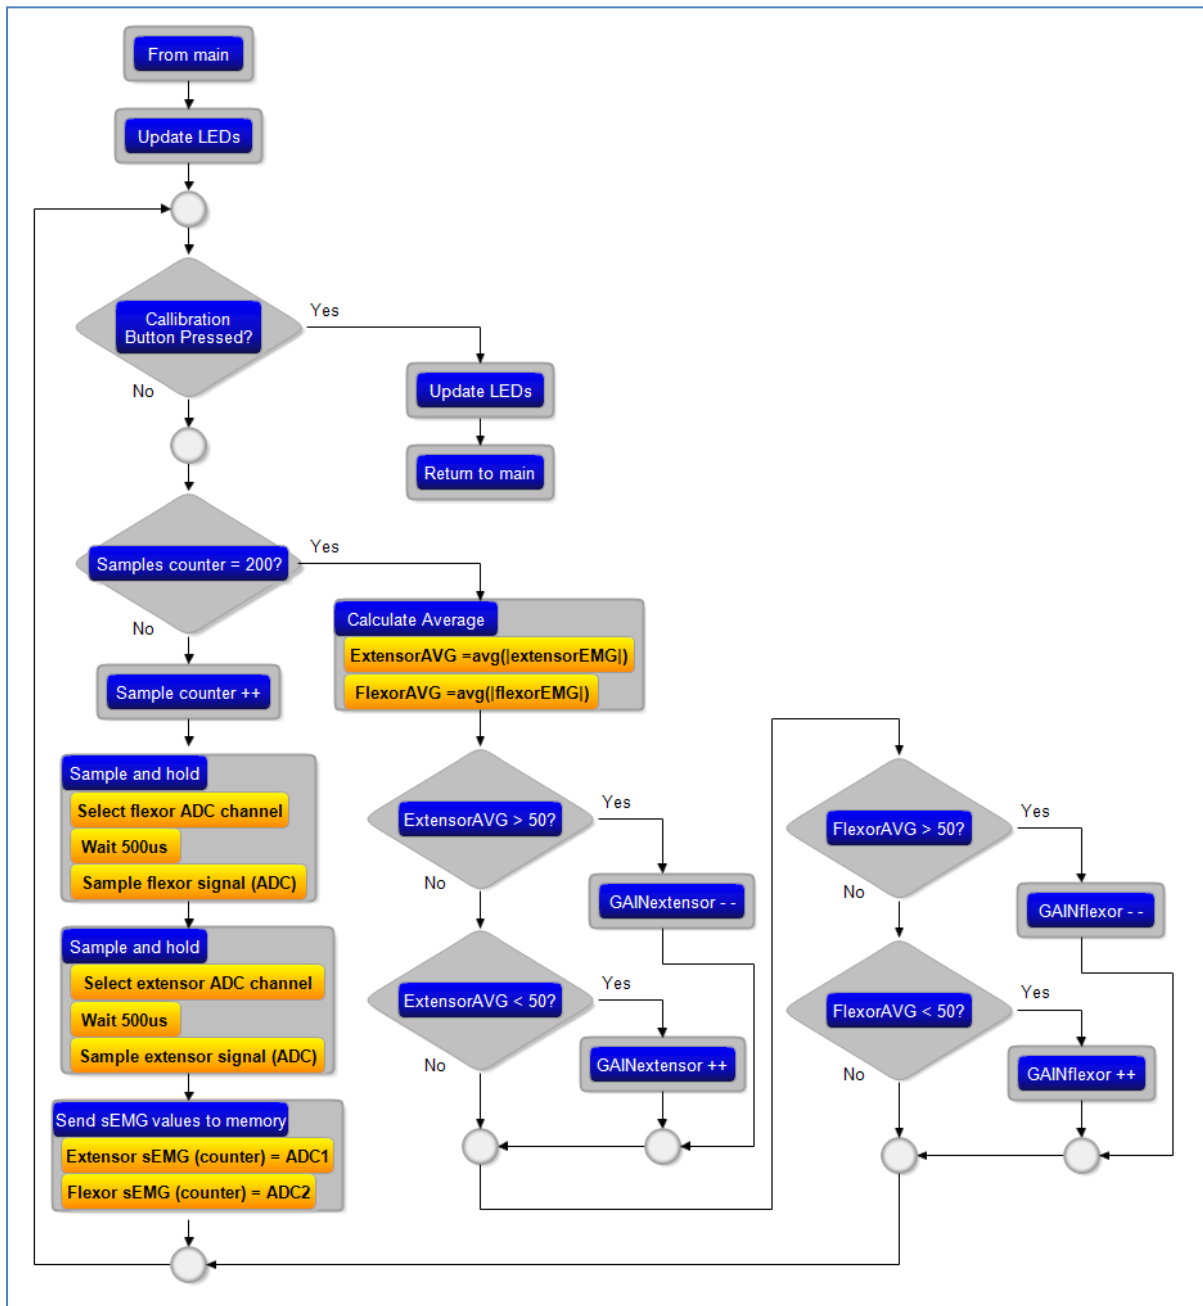 From main
Update LEDs
Callibration
Button Pressed?
Yes
No
Update LEDs
Return to main
Samples counter = 200?
Yes
No
Sample counter ++
Sample and hold
Select flexor ADC channel
Wait 500us
Sample flexor signal (ADC)
Sample and hold
Select extensor ADC channel
Wait 500us
Sample extensor signal (ADC)
Send sEMG values to memory
Extensor sEMG (counter) = ADC1
Flexor sEMG (counter) = ADC2
Calculate Average
ExtensorAVG =avg(|extensorEMG|)
FlexorAVG =avg(|flexorEMG|)
ExtensorAVG > 50?
Yes
No
GAINextensor - -
ExtensorAVG < 50?
Yes
No
GAINextensor ++
FlexorAVG > 50?
Yes
No
GAINflexor - -
FlexorAVG < 50?
Yes
No
GAINflexor ++